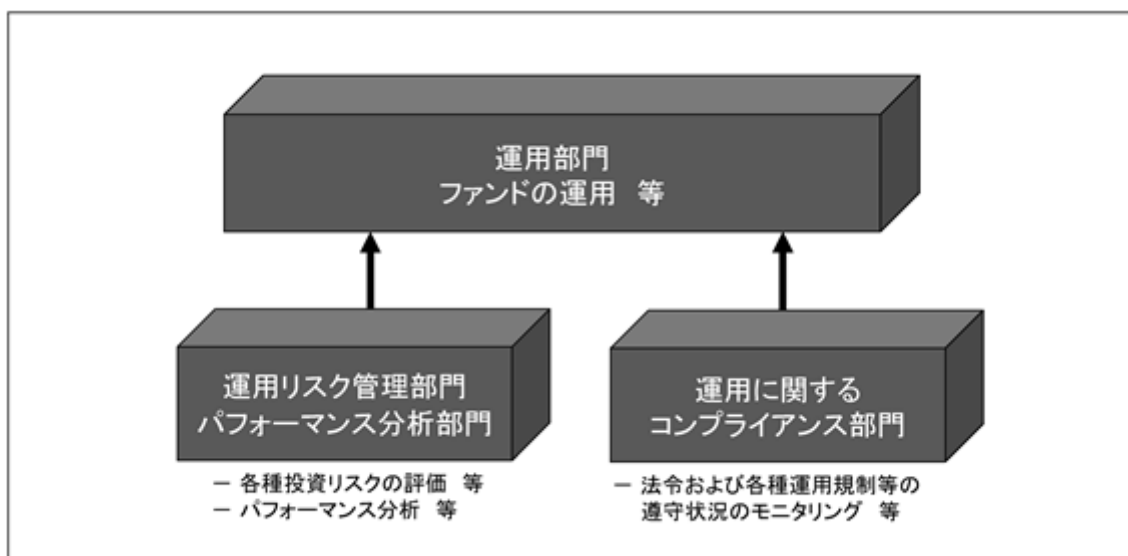 運用部門
ファンドの運用 等
運用リスク管理部門
パフォーマンス分析部門
－ 各種投資リスクの評価 等
－ パフォーマンス分析 等
運用に関する
コンプライアンス部門
－ 法令および各種運用規制等の
遵守状況のモニタリング 等